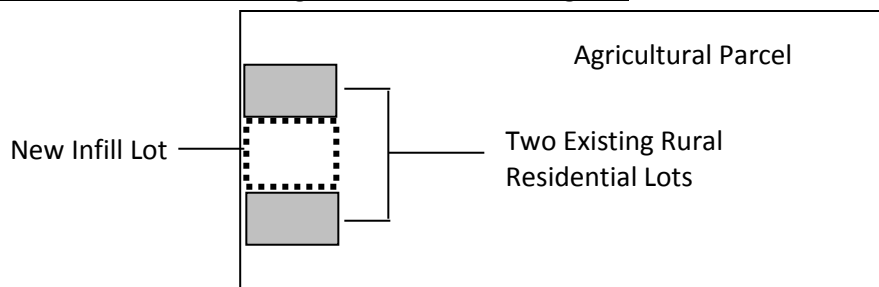 Agricultural Parcel
New Infill Lot
Two Existing Rural
Residential Lots